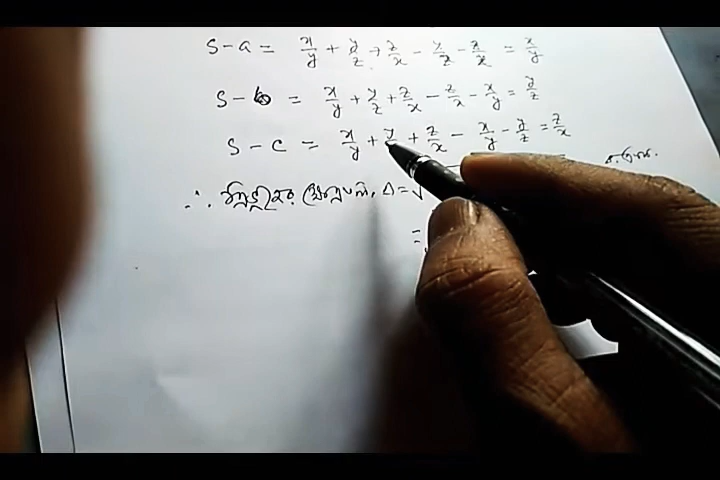 s - a = x/y + y/z + z/x - y/z - z/x = x/y
s - b = x/y + y/z + z/x - z/x - x/y = y/z
s - c = x/y + y/z + z/x - x/y - y/z = z/x
∴ ত্রিভুজের ক্ষেত্রফল, Δ = √
=